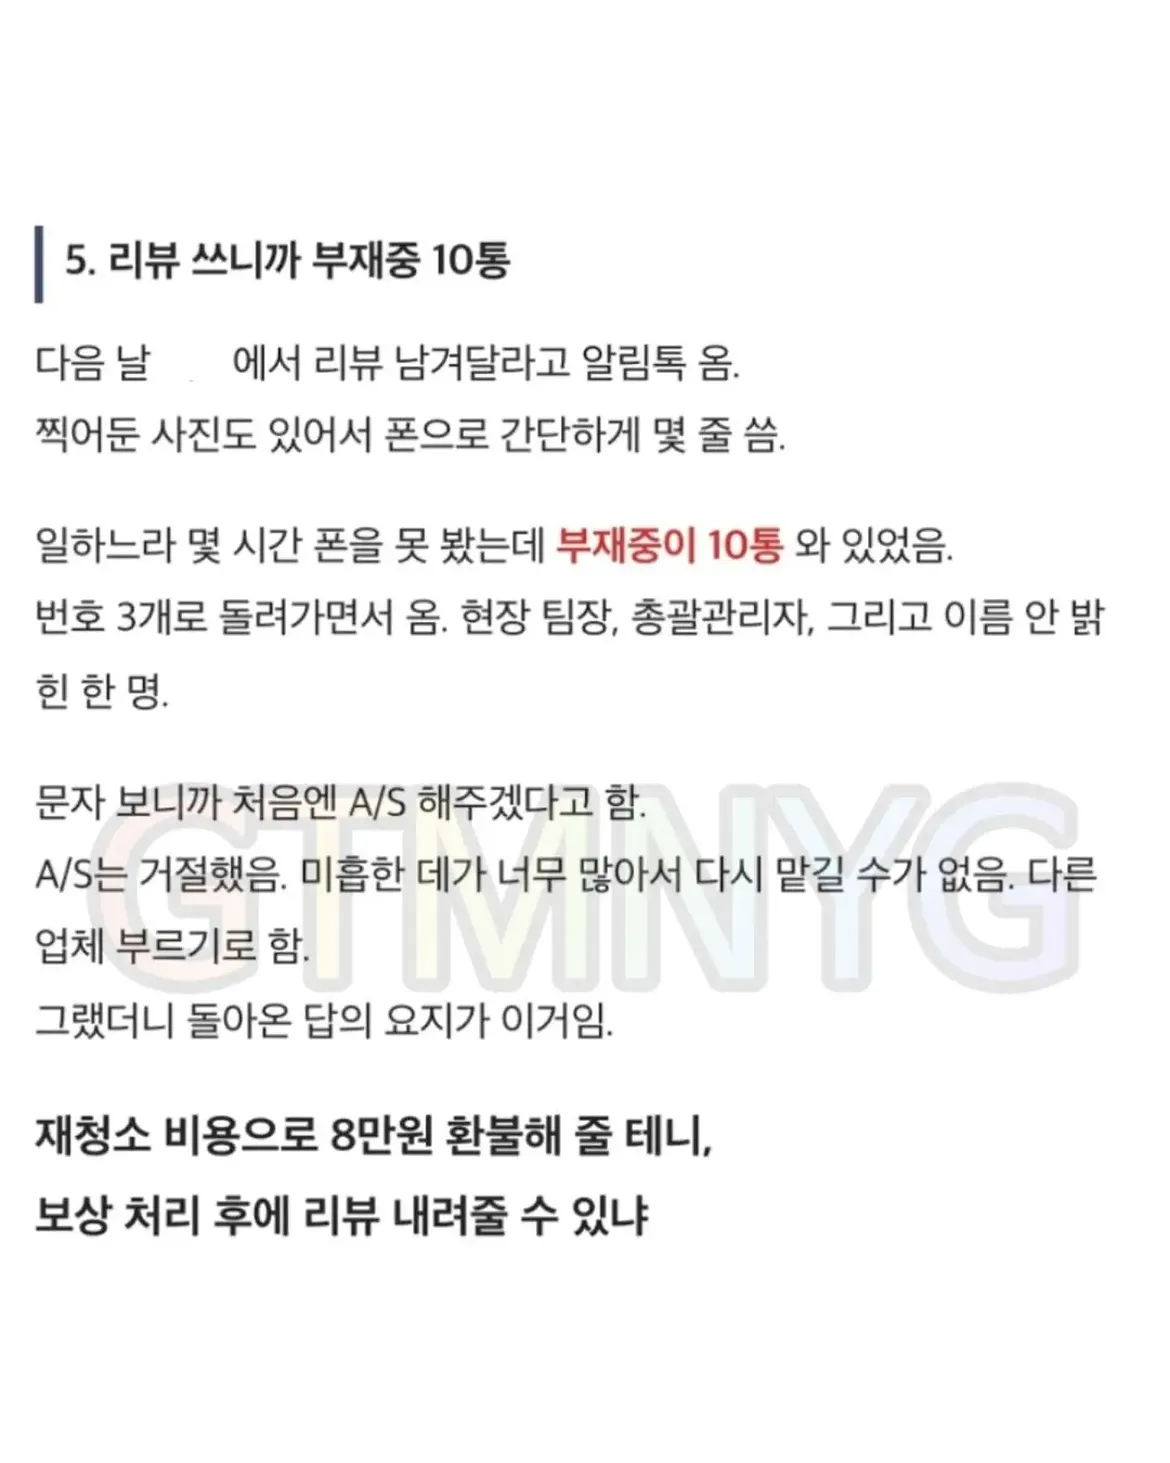 5. 리뷰 쓰니까 부재중 10통
다음 날 에서 리뷰 남겨달라고 알림톡 옴.
찍어둔 사진도 있어서 폰으로 간단하게 몇 줄 씀.
일하느라 몇 시간 폰을 못 봤는데 부재중이 10통 와 있었음.
번호 3개로 돌려가면서 옴. 현장 팀장, 총괄관리자, 그리고 이름 안 밝
힌 한 명.
문자 보니까 처음엔 A/S 해주겠다고 함.
A/S는 거절했음. 미흡한 데가 너무 많아서 다시 맡길 수가 없음. 다른
업체 부르기로 함.
GTMNYG
그랬더니 돌아온 답의 요지가 이거임.
재청소 비용으로 8만원 환불해 줄 테니,
보상 처리 후에 리뷰 내려줄 수 있냐